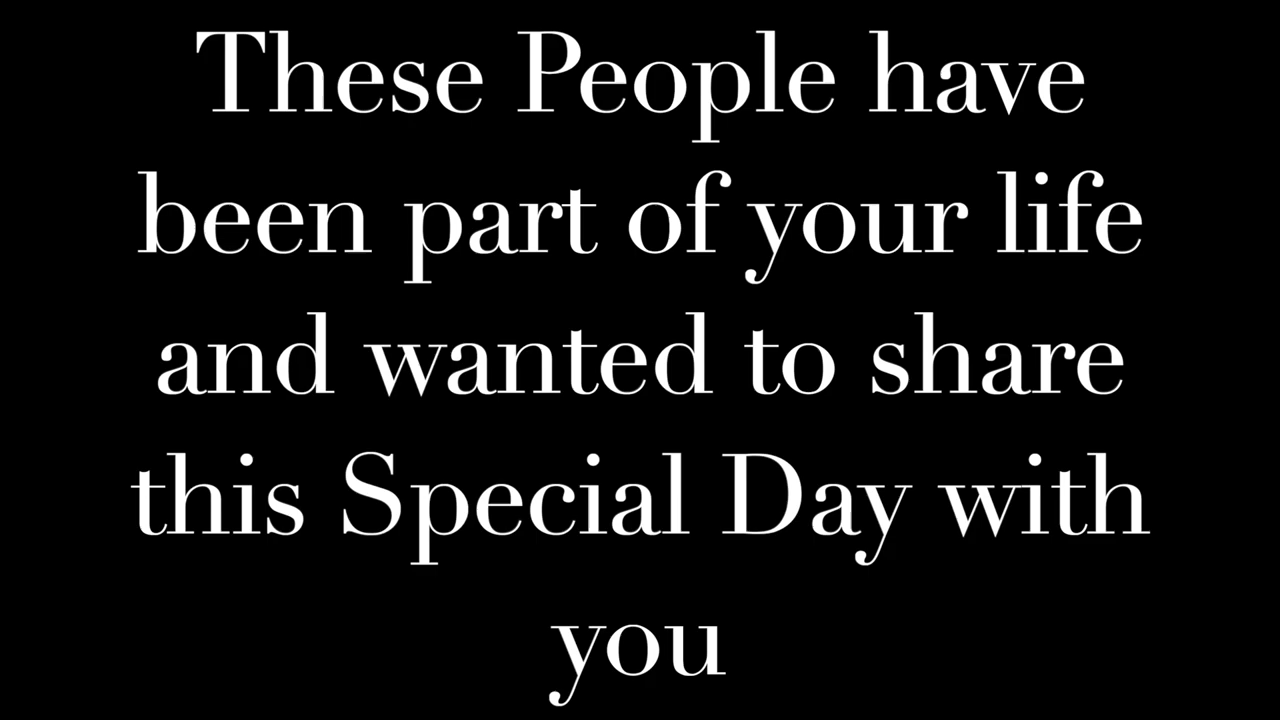 These People have
been part of your life
and wanted to share
this Special Day with
you